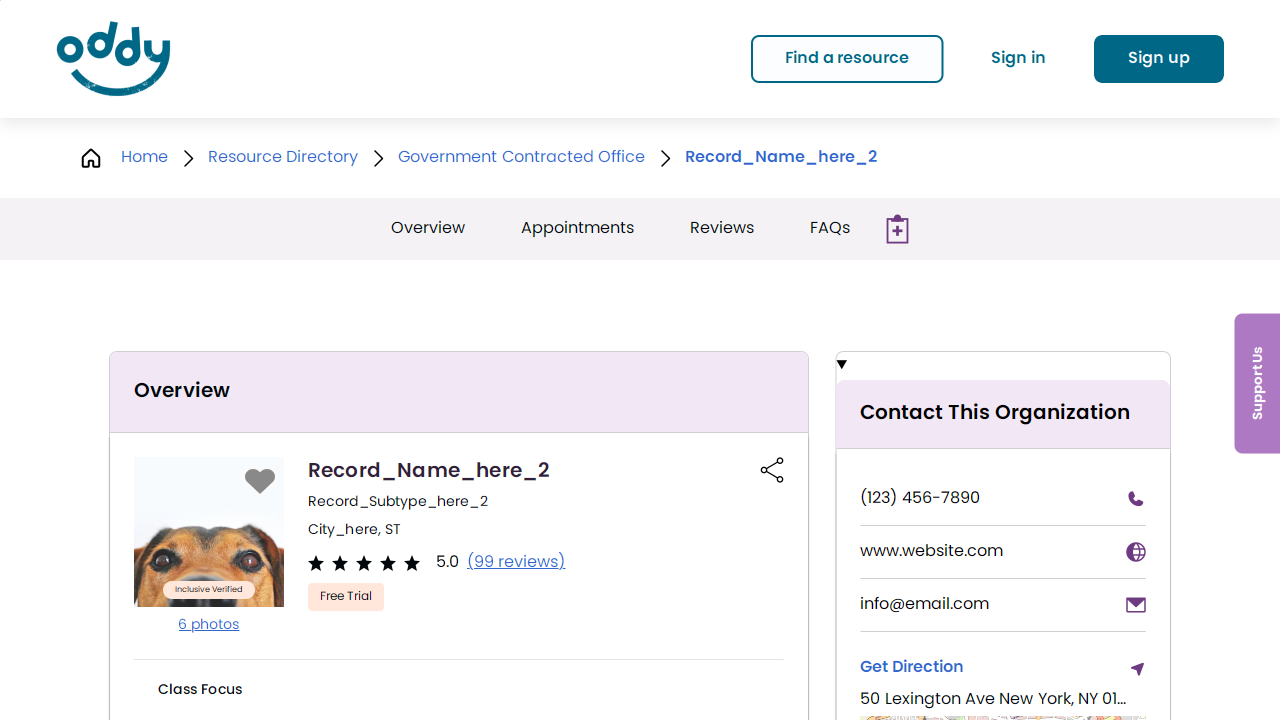 oddy
Find a resource
Sign in
Sign up
Home
Resource Directory
Government Contracted Office
Record_Name_here_2
Overview
Appointments
Reviews
FAQs
Support Us
Overview
Inclusive Verified
6 photos
Record_Name_here_2
Record_Subtype_here_2
City_here, ST
5.0 (99 reviews)
Free Trial
Class Focus
Contact This Organization
(123) 456-7890
www.website.com
info@email.com
Get Direction
50 Lexington Ave New York, NY 01...